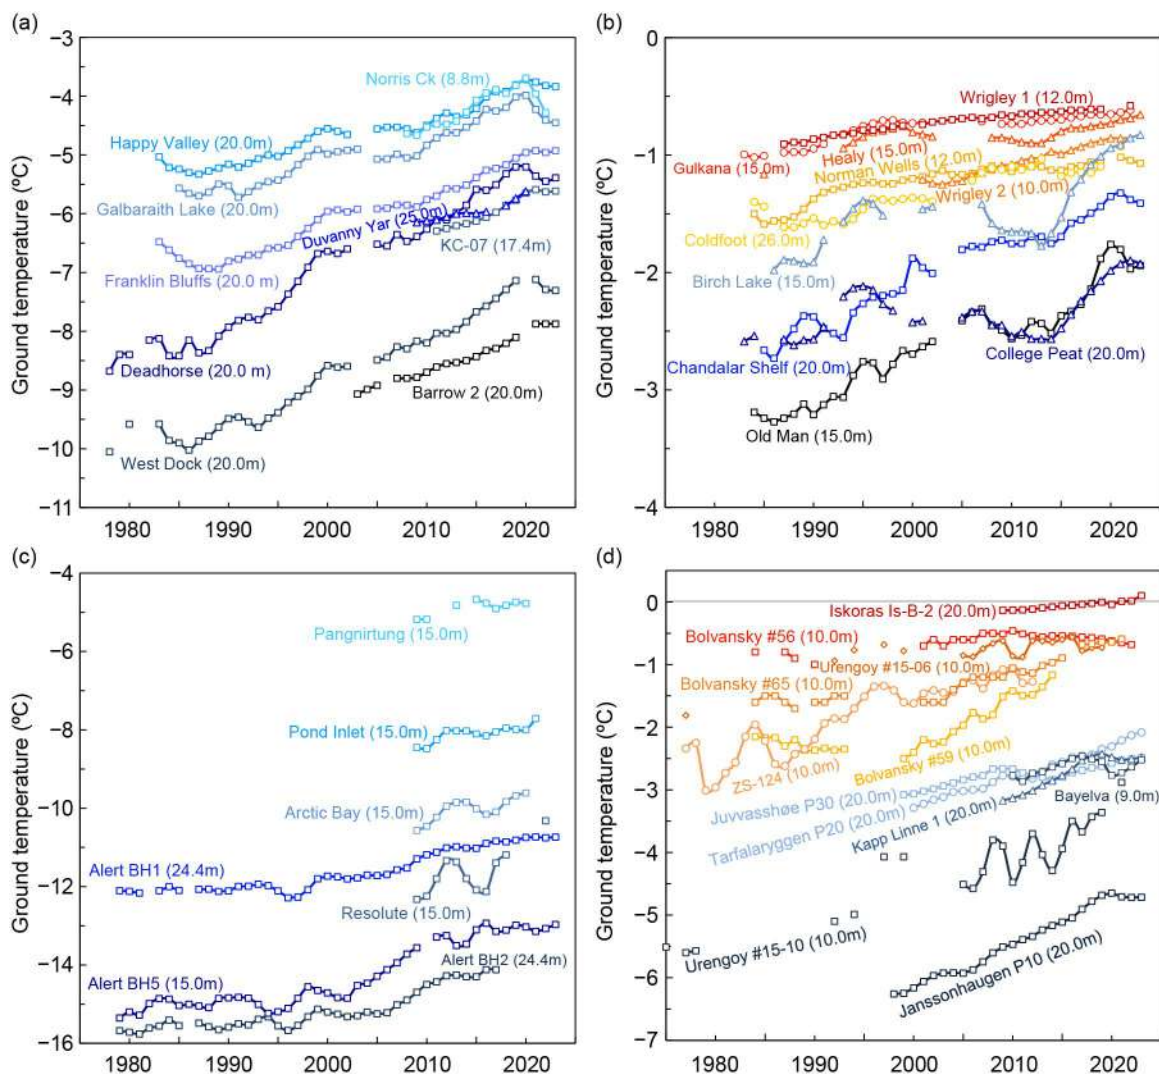 (a)
Ground temperature (ºC)
−3
−4
−5
−6
−7
−8
−9
−10
−11
Norris Ck (8.8m)
Happy Valley (20.0m)
Galbaraith Lake (20.0m)
Duvanny Yar (25.0m)
KC-07 (17.4m)
Franklin Bluffs (20.0 m)
Deadhorse (20.0 m)
Barrow 2 (20.0m)
West Dock (20.0m)
1980 1990 2000 2010 2020
(b)
Ground temperature (ºC)
0
−1
−2
−3
−4
Wrigley 1 (12.0m)
Gulkana (15.0m)
Healy (15.0m)
Norman Wells (12.0m)
Wrigley 2 (10.0m)
Coldfoot (26.0m)
Birch Lake (15.0m)
Chandalar Shelf (20.0m)
College Peat (20.0m)
Old Man (15.0m)
1980 1990 2000 2010 2020
(c)
Ground temperature (ºC)
−4
−6
−8
−10
−12
−14
−16
Pangnirtung (15.0m)
Pond Inlet (15.0m)
Arctic Bay (15.0m)
Alert BH1 (24.4m)
Resolute (15.0m)
Alert BH2 (24.4m)
Alert BH5 (15.0m)
1980 1990 2000 2010 2020
(d)
Ground temperature (ºC)
0
−1
−2
−3
−4
−5
−6
−7
Iskoras Is-B-2 (20.0m)
Bolvansky #56 (10.0m)
Urengoy #15-06 (10.0m)
Bolvansky #65 (10.0m)
ZS-124 (10.0m)
Bolvansky #59 (10.0m)
Juvvasshøe P30 (20.0m)
Bayelva (9.0m)
Tarfalaryggen P20 (20.0m)
Kapp Linne 1 (20.0m)
Urengoy #15-10 (10.0m)
Janssonhaugen P10 (20.0m)
1980 1990 2000 2010 2020